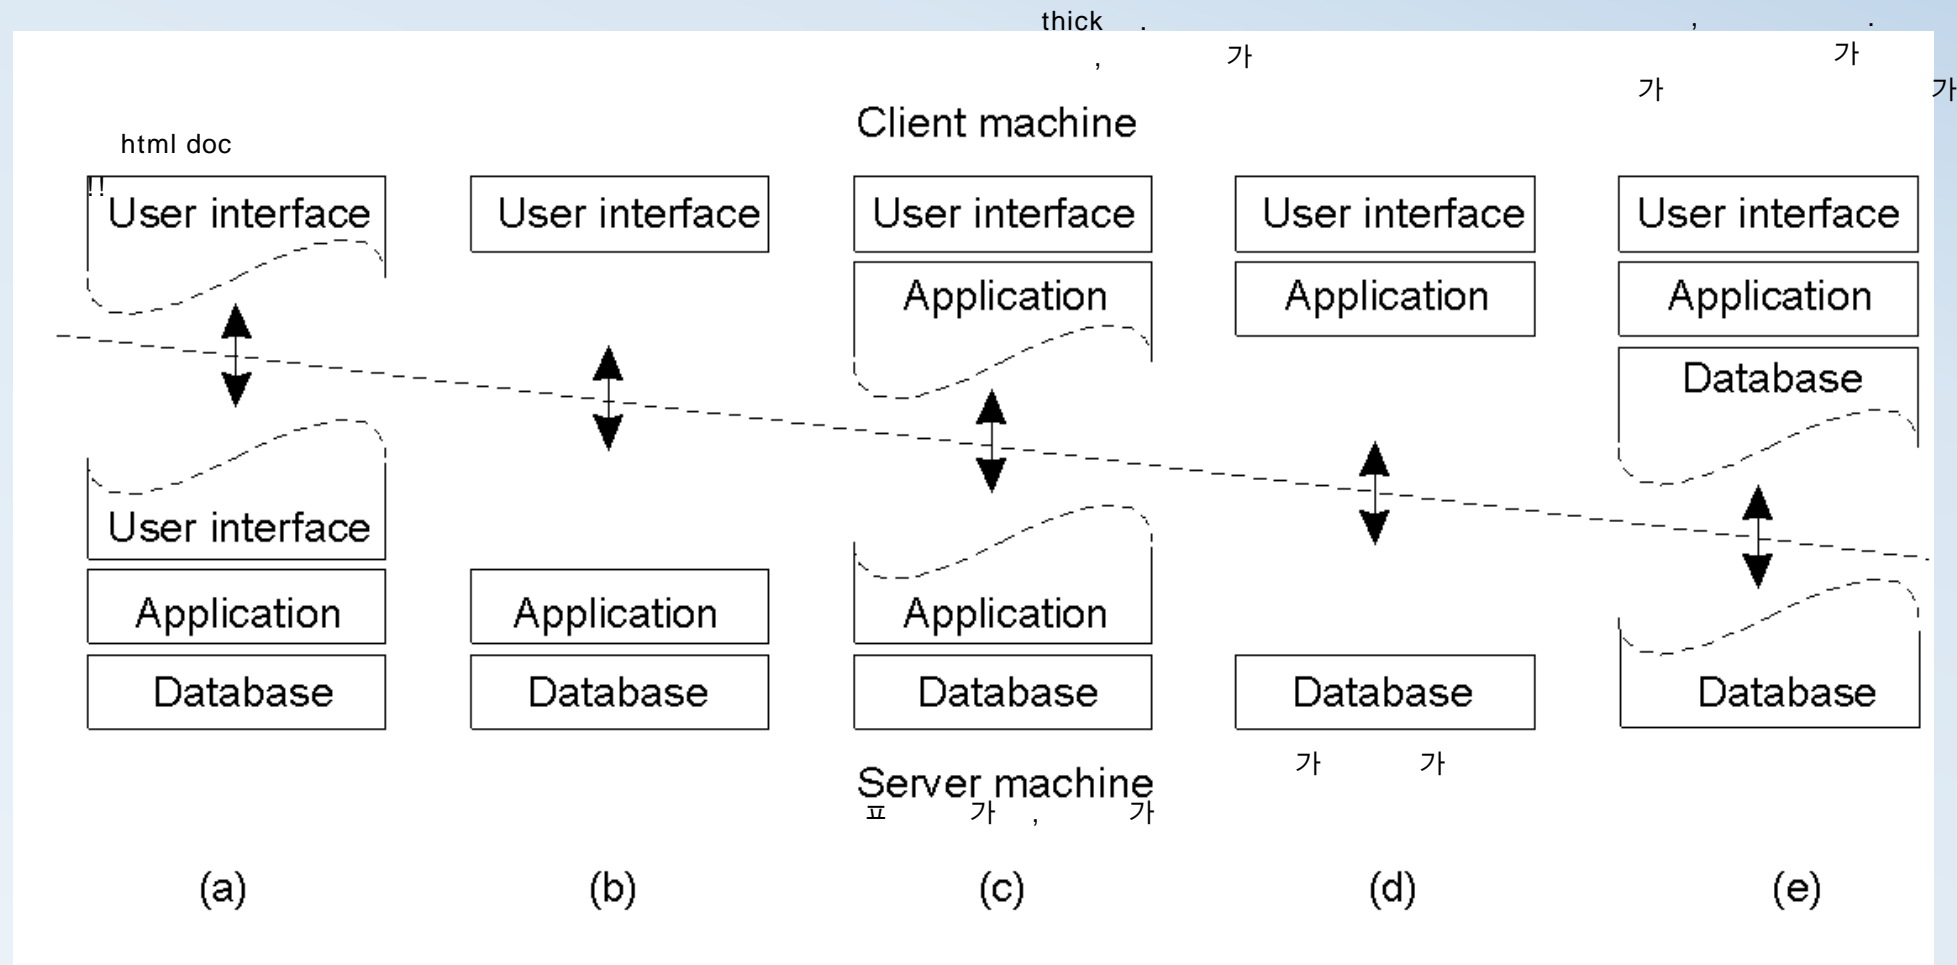 thick .
, .
, 가
가
가 가
Client machine
html doc
!!
User interface User interface User interface User interface User interface
Application Application Application
Database
User interface
Application Application Application
Database Database Database Database Database
가 가
Server machine
ㅍ 가 , 가
(a) (b) (c) (d) (e)